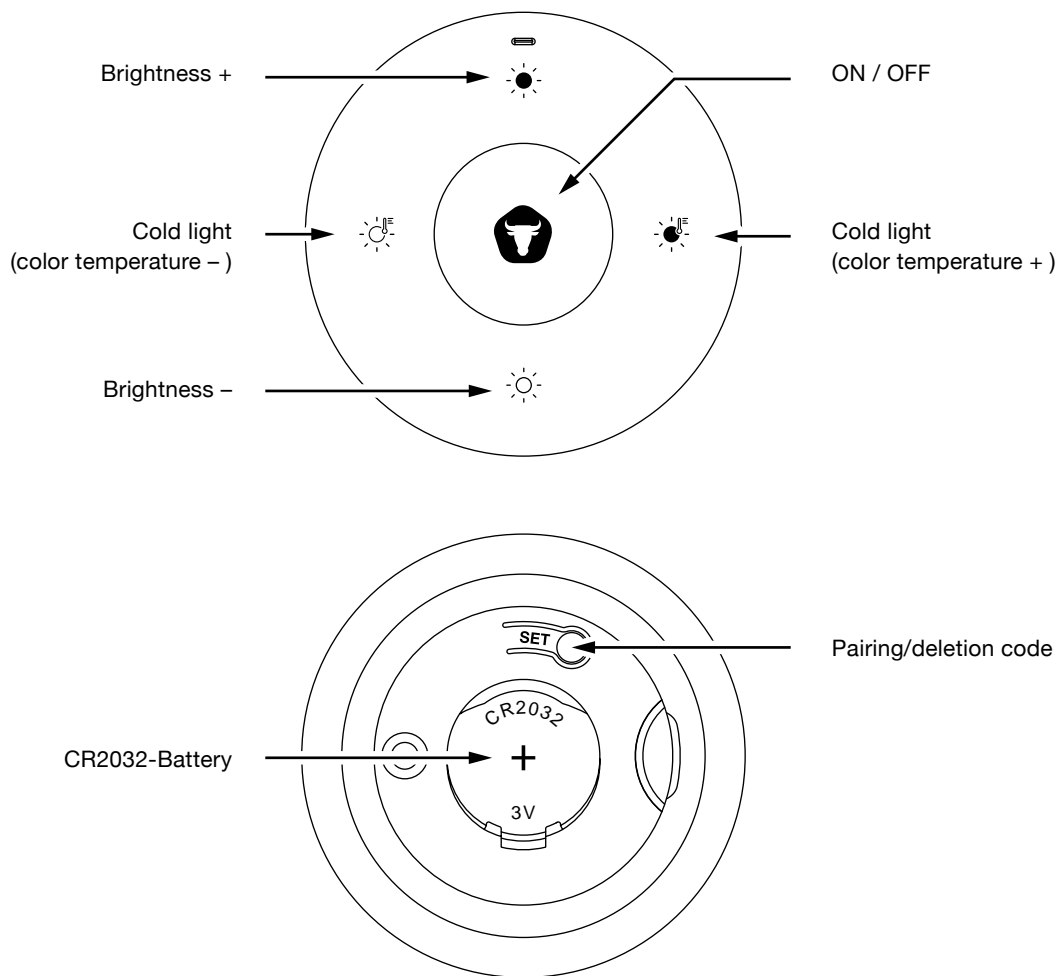 Brightness +
ON / OFF
Cold light
(color temperature – )
Cold light
(color temperature + )
Brightness –
SET
Pairing/deletion code
CR2032
CR2032-Battery
+
3V